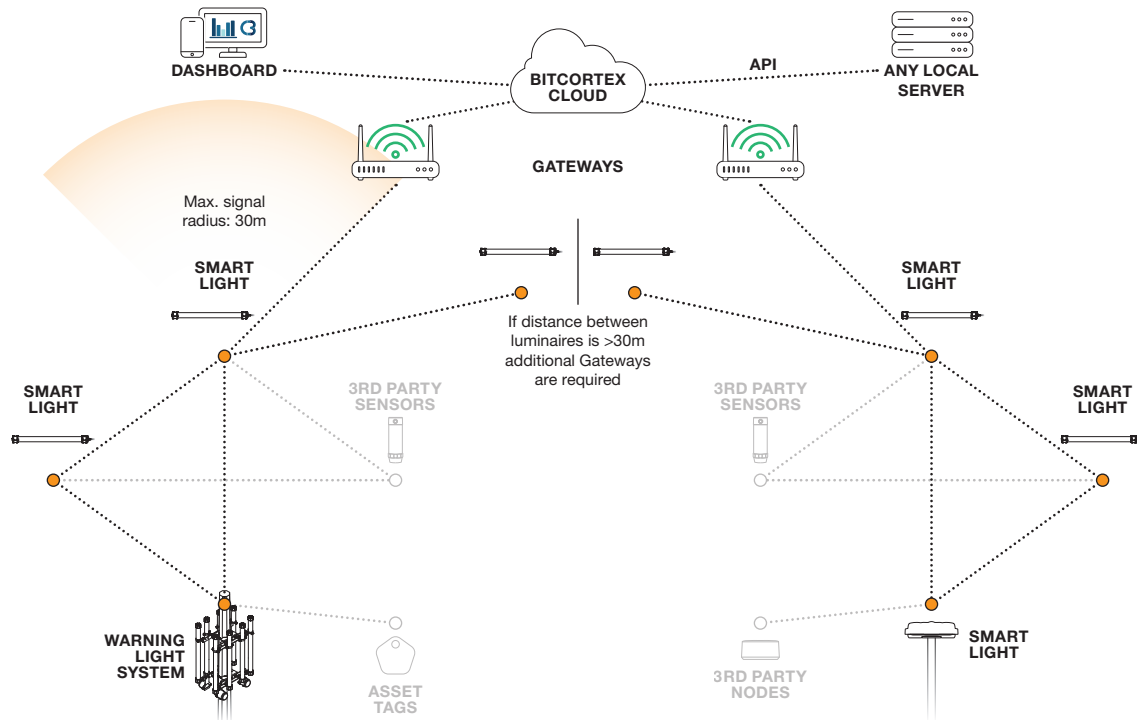 DASHBOARD
BITCORTEX
CLOUD
API
ANY LOCAL
SERVER
GATEWAYS
Max. signal
radius: 30m
SMART
LIGHT
SMART
LIGHT
If distance between
luminaires is >30m
additional Gateways
are required
SMART
LIGHT
3RD PARTY
SENSORS
3RD PARTY
SENSORS
SMART
LIGHT
WARNING
LIGHT
SYSTEM
ASSET
TAGS
3RD PARTY
NODES
SMART
LIGHT